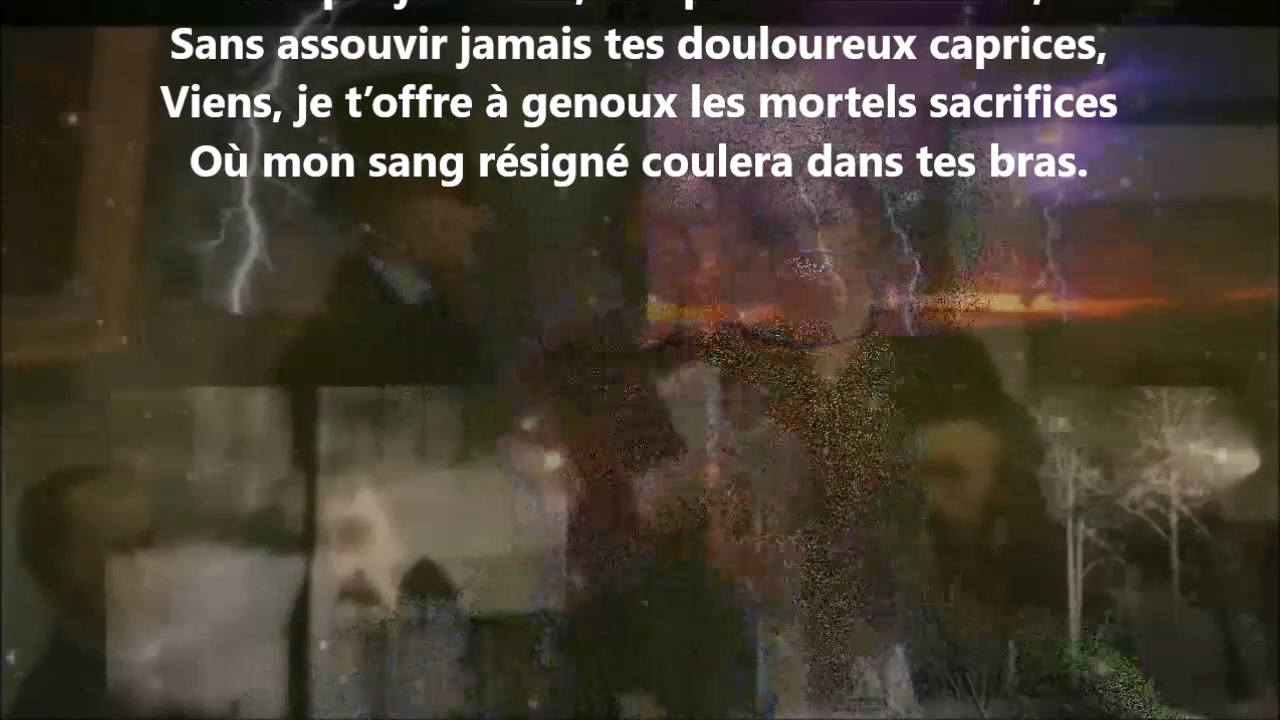 Sans assouvir jamais tes douloureux caprices,
Viens, je t’offre à genoux les mortels sacrifices
Où mon sang résigné coulera dans tes bras.